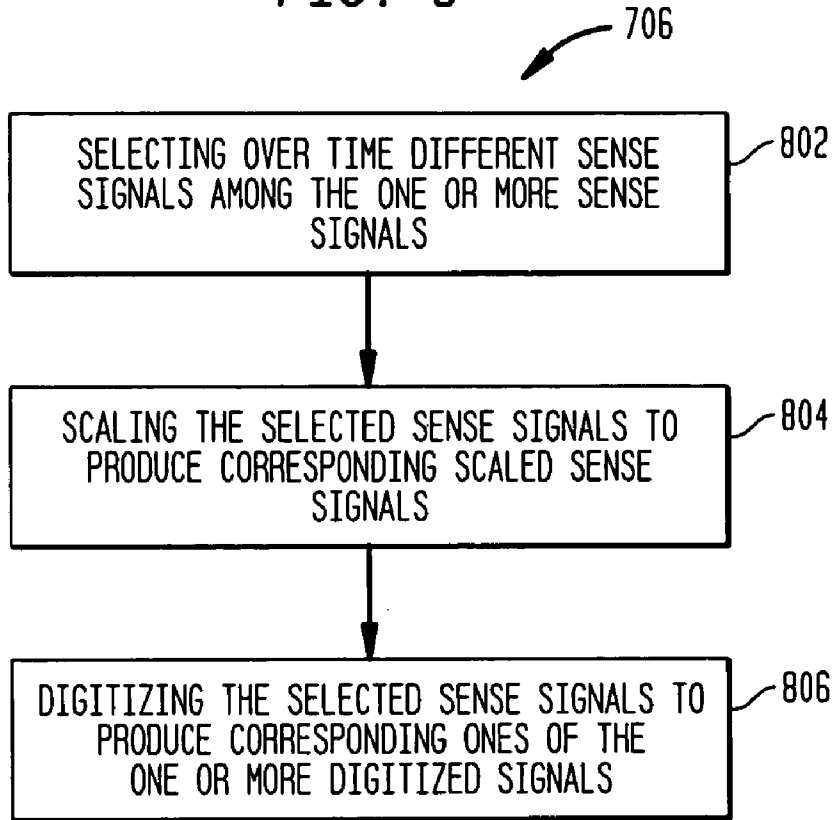 706
SELECTING OVER TIME DIFFERENT SENSE
SIGNALS AMONG THE ONE OR MORE SENSE
SIGNALS
802
SCALING THE SELECTED SENSE SIGNALS TO
PRODUCE CORRESPONDING SCALED SENSE
SIGNALS
804
DIGITIZING THE SELECTED SENSE SIGNALS TO
PRODUCE CORRESPONDING ONES OF THE
ONE OR MORE DIGITIZED SIGNALS
806